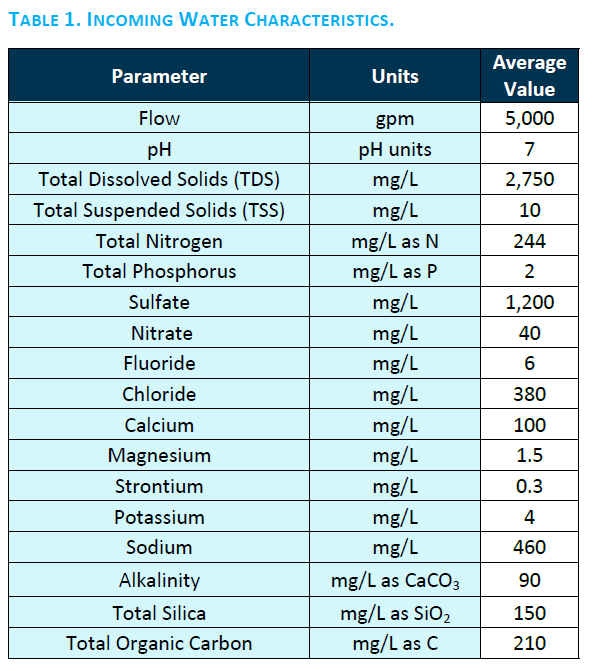 TABLE 1. INCOMING WATER CHARACTERISTICS.
Parameter Units Average Value
Flow gpm 5,000
pH pH units 7
Total Dissolved Solids (TDS) mg/L 2,750
Total Suspended Solids (TSS) mg/L 10
Total Nitrogen mg/L as N 244
Total Phosphorus mg/L as P 2
Sulfate mg/L 1,200
Nitrate mg/L 40
Fluoride mg/L 6
Chloride mg/L 380
Calcium mg/L 100
Magnesium mg/L 1.5
Strontium mg/L 0.3
Potassium mg/L 4
Sodium mg/L 460
Alkalinity mg/L as CaCO₃ 90
Total Silica mg/L as SiO₂ 150
Total Organic Carbon mg/L as C 210